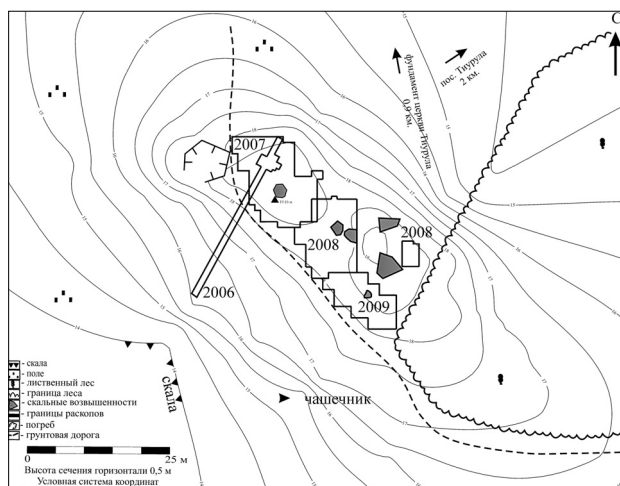 С
пос. Тиурула
2 км.
фундамент церкви Тиурула
0,9 км.
2007
2008
2008
2006
2009
скала
чашечник
- скала
- поле
- лиственный лес
- граница леса
- скальные возвышенности
- границы раскопов
- погреб
- грунтовая дорога
0
25 м
Высота сечения горизонтали 0,5 м
Условная система координат